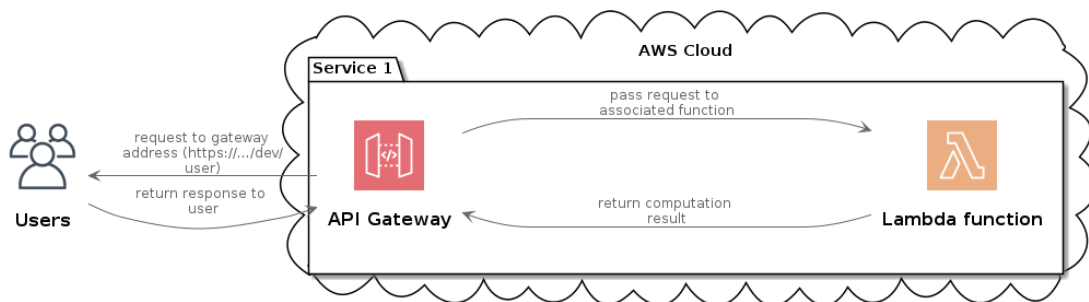 AWS Cloud
Service 1
pass request to
associated function
request to gateway
address (https://.../dev/
user)
return response to
user
return computation
result
Users
API Gateway
Lambda function